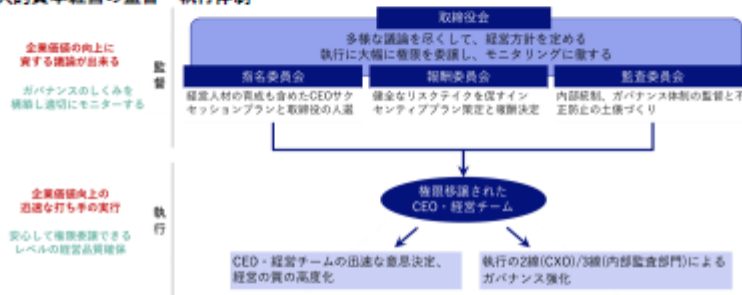 取締役会
多様な議論を尽くして、経営方針を定める
執行に大幅に権限を委譲し、モニタリングに徹する
企業価値の向上に
資する議論が出来る
ガバナンスのしくみを
構築し適切にモニターする
監督
指名委員会
経営人材の育成も含めたCEOサク
セッションプランと取締役の人選
報酬委員会
健全なリスクテイクを促すイン
センティブプラン策定と報酬決定
監査委員会
内部統制、ガバナンス体制の監督と不
正防止の土壌づくり
企業価値向上の
迅速な打ち手の実行
安心して権限委譲できる
レベルの経営品質確保
執行
権限移譲された
CEO・経営チーム
CEO・経営チームの迅速な意思決定、
経営の質の高度化
執行の2線(CXO)/3線(内部監査部門)による
ガバナンス強化